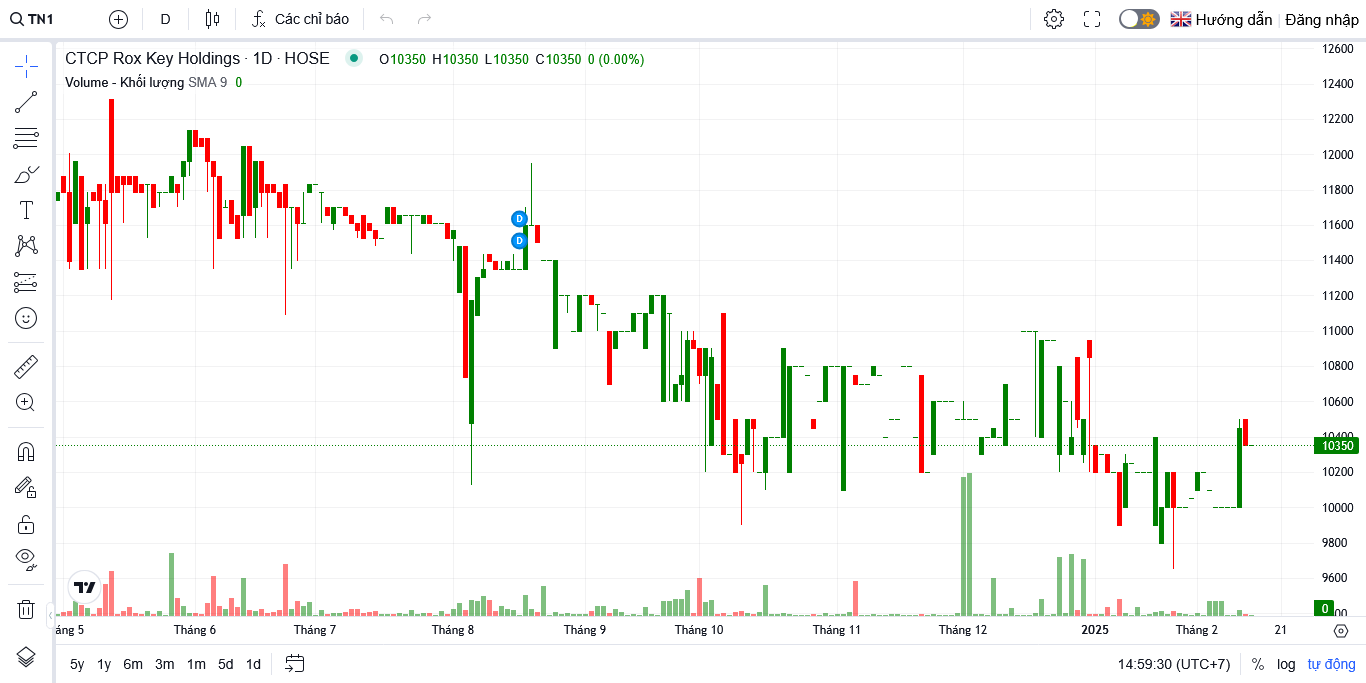 TN1 D Các chỉ báo Hướng dẫn Đăng nhập
CTCP Rox Key Holdings · 1D · HOSE O10350 H10350 L10350 C10350 0 (0.00%)
Volume - Khối lượng SMA 9 0
12600
12400
12200
12000
11800
11600
D
D
11400
11200
11000
10800
10600
10400
10350
10200
10000
9800
9600
0
áng 5 Tháng 6 Tháng 7 Tháng 8 Tháng 9 Tháng 10 Tháng 11 Tháng 12 2025 Tháng 2 21
5y 1y 6m 3m 1m 5d 1d 14:59:30 (UTC+7) % log tự động